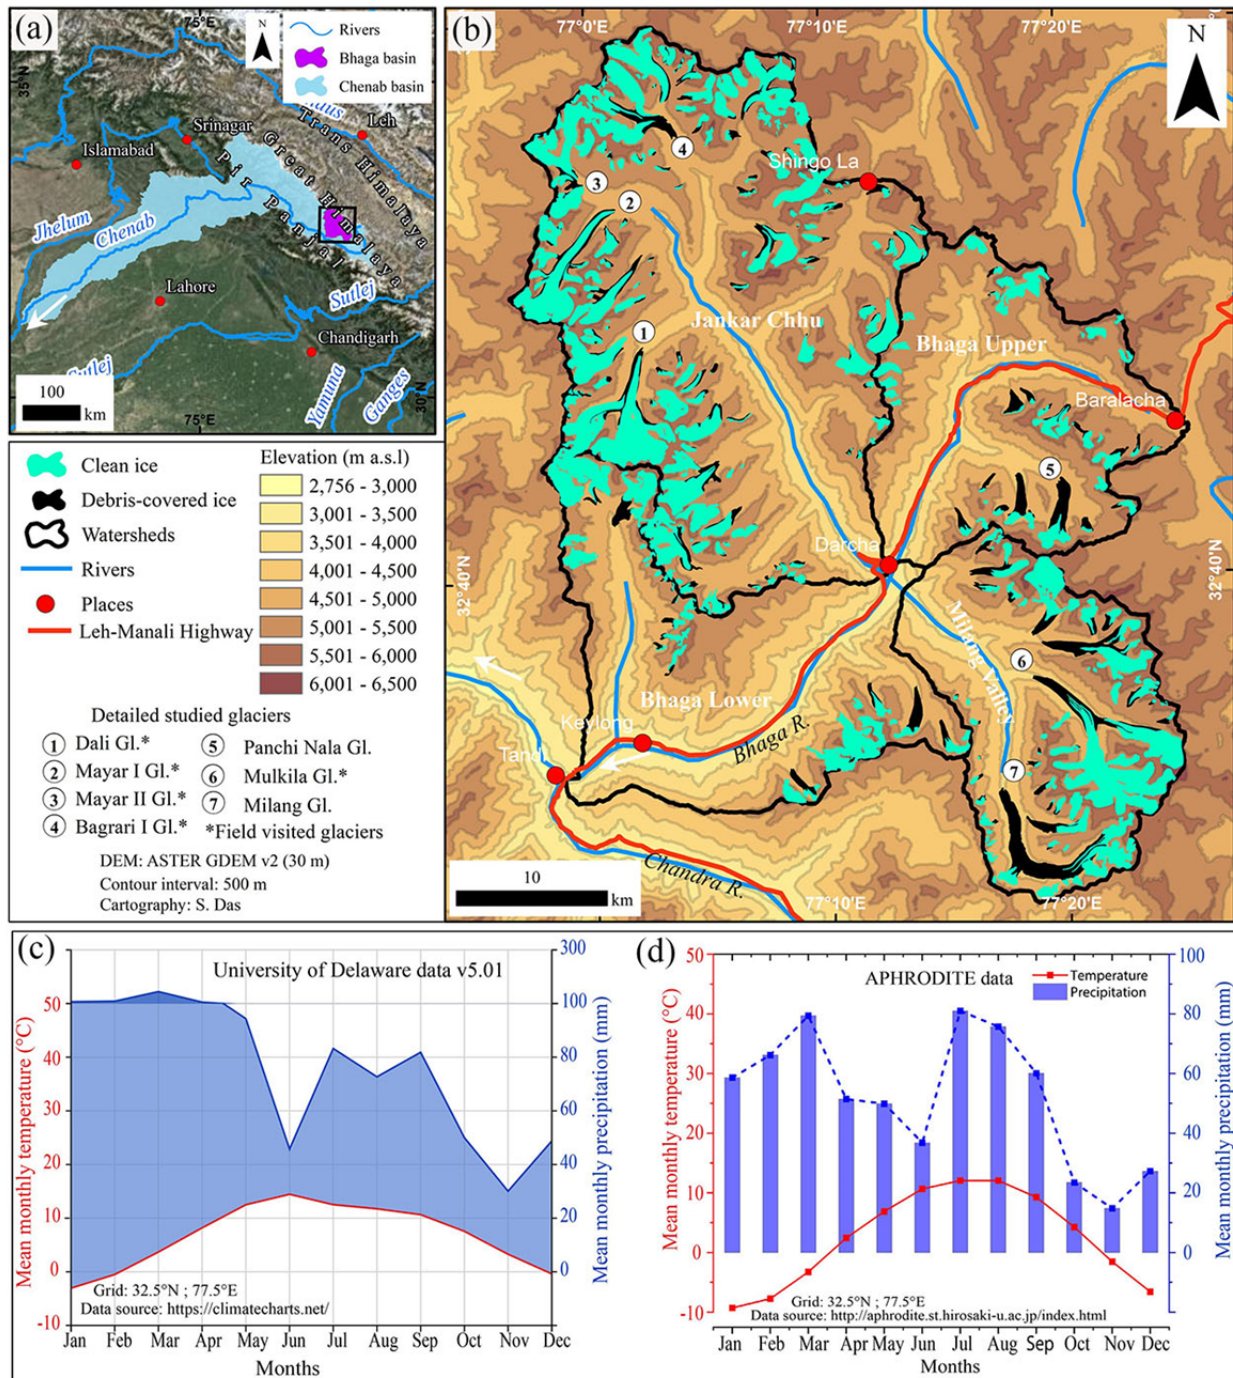 (a)
75°E
N
Rivers
Bhaga basin
Chenab basin
35°N
Leh
Srinagar
Islamabad
Trans Himalaya
Great Himalaya
Pir Panjal
Jhelum
Chenab
Lahore
Sutlej
Chandigarh
Sutlej
100
km
75°E
Yamuna
Ganges
30°N
Clean ice
Debris-covered ice
Watersheds
Rivers
Places
Leh-Manali Highway
Elevation (m a.s.l)
2,756 - 3,000
3,001 - 3,500
3,501 - 4,000
4,001 - 4,500
4,501 - 5,000
5,001 - 5,500
5,501 - 6,000
6,001 - 6,500
Detailed studied glaciers
1 Dali Gl.*
2 Mayar I Gl.*
3 Mayar II Gl.*
4 Bagrari I Gl.*
5 Panchi Nala Gl.
6 Mulkila Gl.*
7 Milang Gl.
*Field visited glaciers
DEM: ASTER GDEM v2 (30 m)
Contour interval: 500 m
Cartography: S. Das
(b)
77°0'E
77°10'E
77°20'E
N
4
Shingo La
3
2
1
Jankar Chhu
Bhaga Upper
Baralacha
5
Darcha
32°40'N
32°40'N
Milang Valley
6
Bhaga Lower
Keylong
Bhaga R.
Tandi
7
Chandra R.
10
km
77°10'E
77°20'E
(c)
University of Delaware data v5.01
300
100
80
60
40
20
0
50
40
30
20
10
0
-10
Mean monthly temperature (°C)
Mean monthly precipitation (mm)
Grid: 32.5°N ; 77.5°E
Data source: https://climatecharts.net/
Jan Feb Mar Apr May Jun Jul Aug Sep Oct Nov Dec
Months
(d)
APHRODITE data
Temperature
Precipitation
50
40
30
20
10
0
-10
100
80
60
40
20
0
Mean monthly temperature (°C)
Mean monthly precipitation (mm)
Grid: 32.5°N ; 77.5°E
Data source: http://aphrodite.st.hirosaki-u.ac.jp/index.html
Jan Feb Mar Apr May Jun Jul Aug Sep Oct Nov Dec
Months